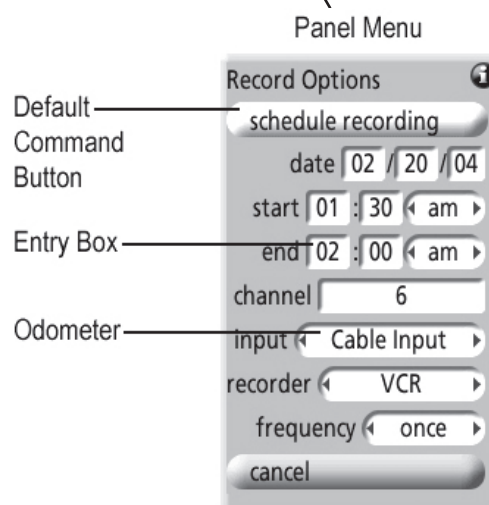 Panel Menu
Record Options i
Default
Command
Button
schedule recording
date 02 / 20 / 04
start 01 : 30 am
Entry Box
end 02 : 00 am
channel 6
Odometer
input Cable Input
recorder VCR
frequency once
cancel